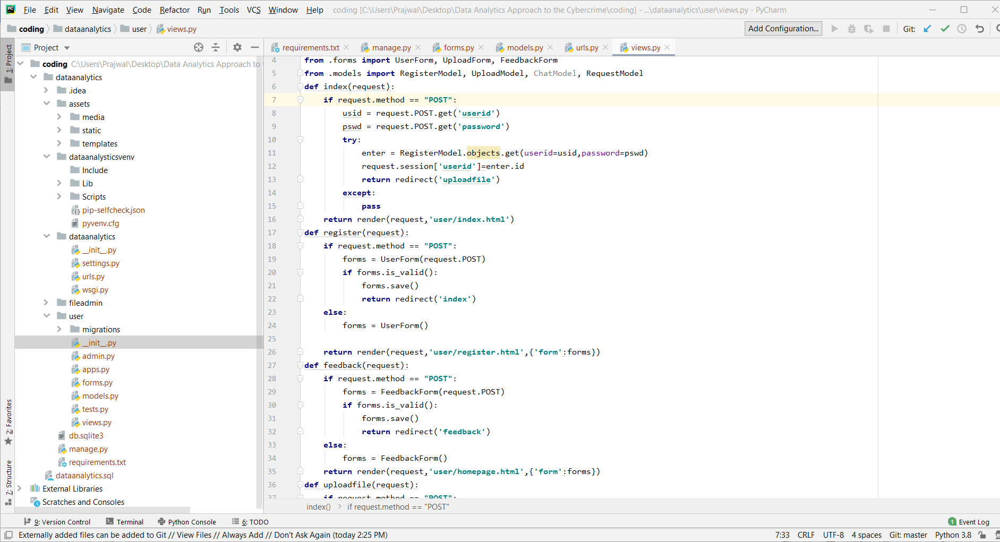 File Edit View Navigate Code Refactor Run Tools VCS Window Help coding [C:\Users\Prajwal\Desktop\Data Analytics Approach to the Cybercrime\coding] - ...\dataanalytics\user\views.py - PyCharm
coding dataanalytics user views.py Add Configuration... Git:
Project
requirements.txt manage.py forms.py models.py urls.py views.py
1: Project
2: Favorites
7: Structure
coding C:\Users\Prajwal\Desktop\Data Analytics Approach to
dataanalytics
.idea
assets
media
static
templates
dataanalysticsvenv
Include
Lib
Scripts
pip-selfcheck.json
pyvenv.cfg
dataanalytics
__init__.py
settings.py
urls.py
wsgi.py
fileadmin
user
migrations
__init__.py
admin.py
apps.py
forms.py
models.py
tests.py
views.py
db.sqlite3
manage.py
requirements.txt
dataanalytics.sql
External Libraries
Scratches and Consoles
4 from .forms import UserForm, UploadForm, FeedbackForm
5 from .models import RegisterModel, UploadModel, ChatModel, RequestModel
6 def index(request):
7 if request.method == "POST":
8 usid = request.POST.get('userid')
9 pswd = request.POST.get('password')
10 try:
11 enter = RegisterModel.objects.get(userid=usid,password=pswd)
12 request.session['userid']=enter.id
13 return redirect('uploadfile')
14 except:
15 pass
16 return render(request,'user/index.html')
17 def register(request):
18 if request.method == "POST":
19 forms = UserForm(request.POST)
20 if forms.is_valid():
21 forms.save()
22 return redirect('index')
23 else:
24 forms = UserForm()
25
26 return render(request,'user/register.html',{'form':forms})
27 def feedback(request):
28 if request.method == "POST":
29 forms = FeedbackForm(request.POST)
30 if forms.is_valid():
31 forms.save()
32 return redirect('feedback')
33 else:
34 forms = FeedbackForm()
35 return render(request,'user/homepage.html',{'form':forms})
36 def uploadfile(request):
37 if request.method == "POST":
index() if request.method == "POST"
9: Version Control Terminal Python Console 6: TODO 1 Event Log
Externally added files can be added to Git // View Files // Always Add // Don't Ask Again (today 2:25 PM) 7:33 CRLF UTF-8 4 spaces Git: master Python 3.8